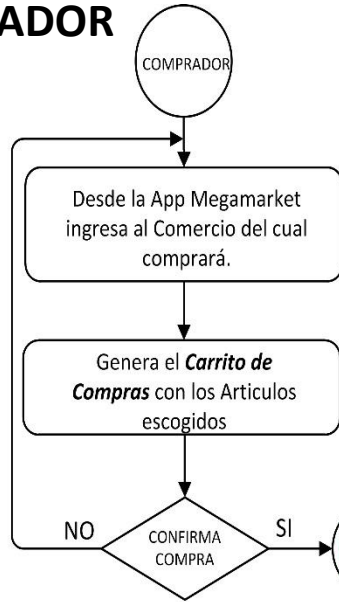 ADOR
COMPRADOR
Desde la App Megamarket
ingresa al Comercio del cual
comprará.
Genera el Carrito de
Compras con los Articulos
escogidos
NO
CONFIRMA
COMPRA
SI